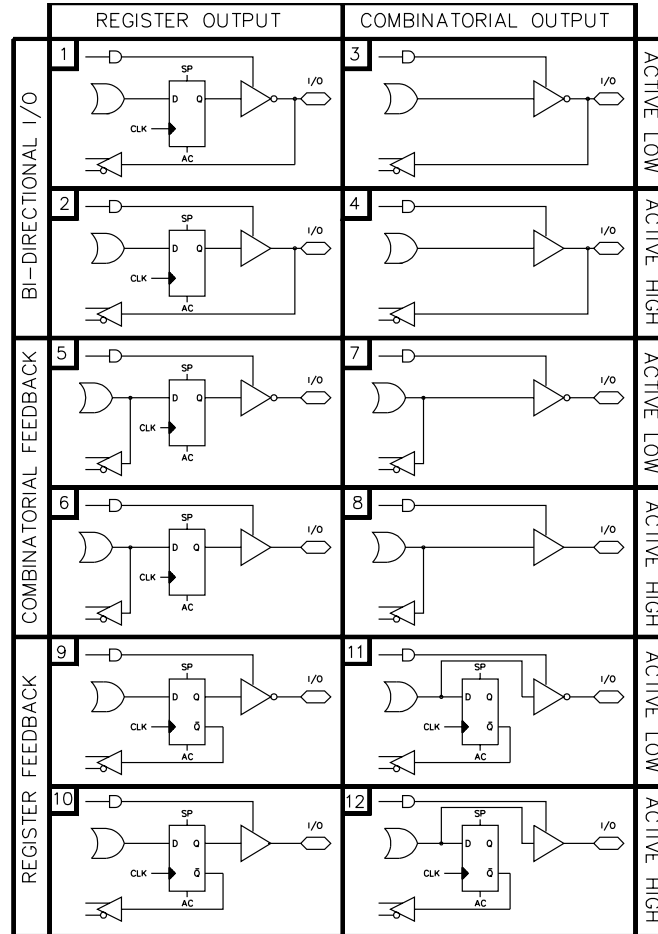 REGISTER OUTPUT
COMBINATORIAL OUTPUT
BI-DIRECTIONAL I/O
1
SP
I/O
D Q
CLK
AC
3
I/O
ACTIVE LOW
2
SP
I/O
D Q
CLK
AC
4
I/O
ACTIVE HIGH
COMBINATORIAL FEEDBACK
5
SP
I/O
D Q
CLK
AC
7
I/O
ACTIVE LOW
6
SP
I/O
D Q
CLK
AC
8
I/O
ACTIVE HIGH
REGISTER FEEDBACK
9
SP
I/O
D Q
CLK Q̅
AC
11
SP
I/O
D Q
CLK Q̅
AC
ACTIVE LOW
10
SP
I/O
D Q
CLK Q̅
AC
12
SP
I/O
D Q
CLK Q̅
AC
ACTIVE HIGH